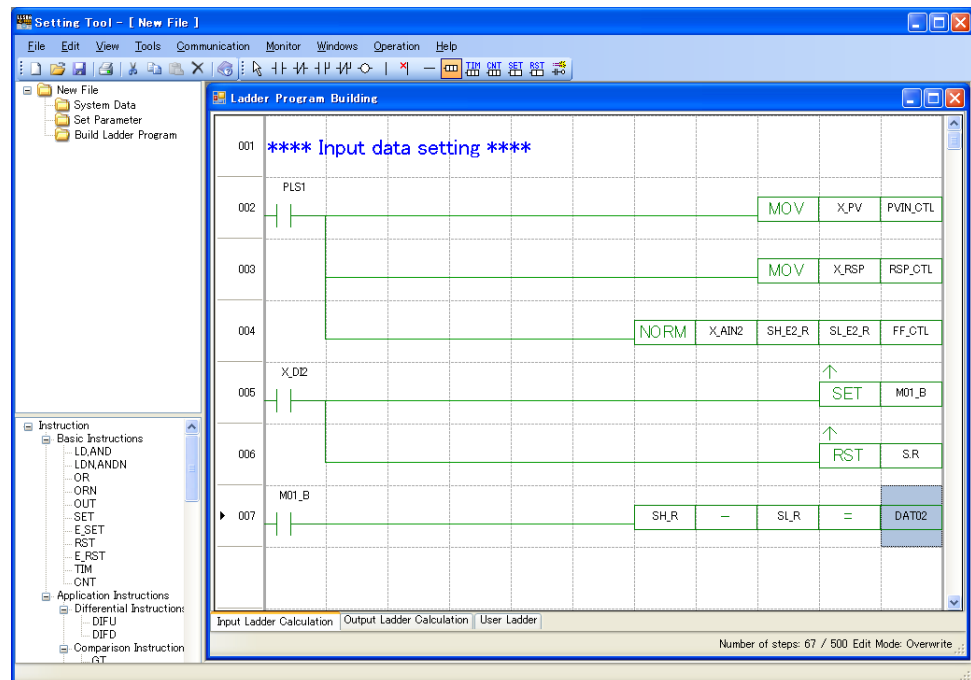 Setting Tool - [ New File ]
File Edit View Tools Communication Monitor Windows Operation Help
TIM CNT SET RST
New File
System Data
Set Parameter
Build Ladder Program
Ladder Program Building
001 **** Input data setting ****
PLS1
002 MOV X_PV PVIN_CTL
003 MOV X_RSP RSP_CTL
004 NORM X_AIN2 SH_E2_R SL_E2_R FF_CTL
X_DI2
005 SET M01_B
006 RST S.R
M01_B
007 SH_R - SL_R = DAT02
Instruction
Basic Instructions
LD,AND
LDN,ANDN
OR
ORN
OUT
SET
E_SET
RST
E_RST
TIM
CNT
Application Instructions
Differential Instructions
DIFU
DIFD
Comparison Instruction
GT
Input Ladder Calculation Output Ladder Calculation User Ladder
Number of steps: 67 / 500 Edit Mode: Overwrite